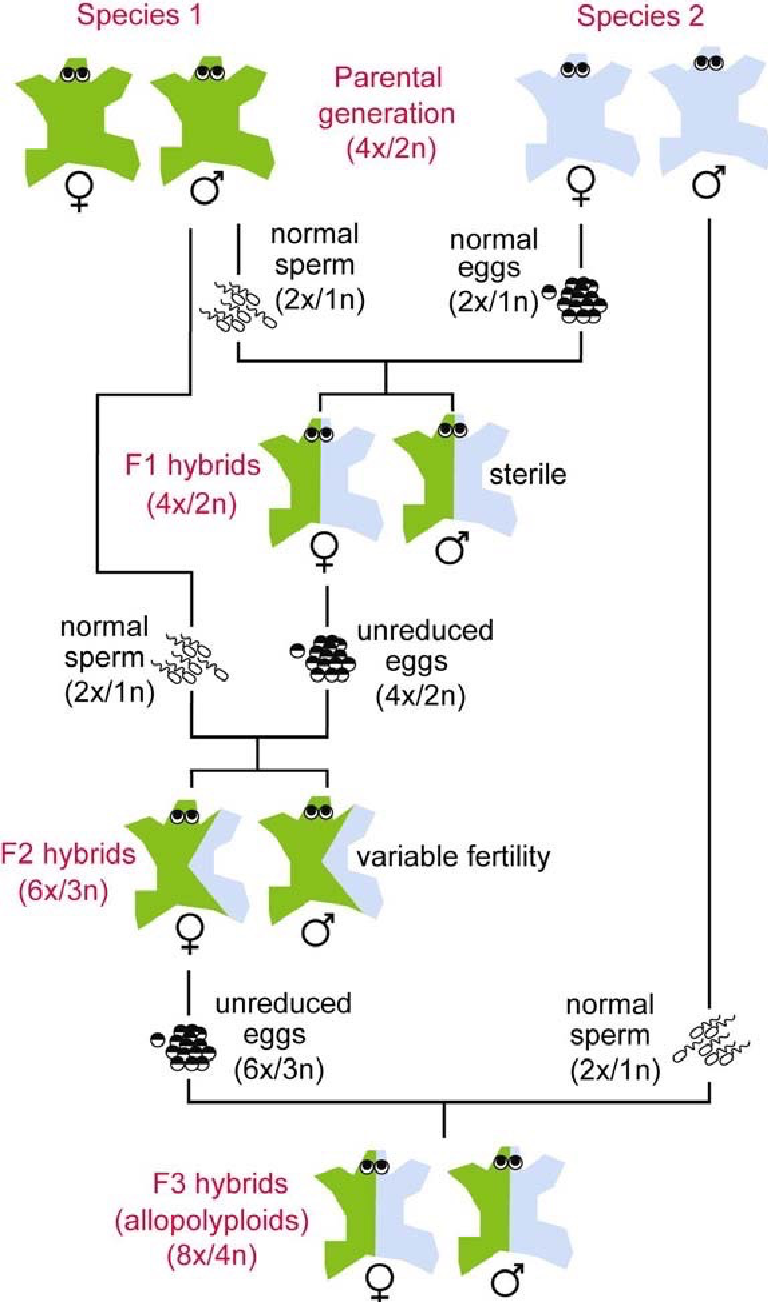 Species 1
Species 2
Parental
generation
(4x/2n)
♀
♂
♀
♂
normal
sperm
(2x/1n)
normal
eggs
(2x/1n)
F1 hybrids
(4x/2n)
sterile
♀
♂
normal
sperm
(2x/1n)
unreduced
eggs
(4x/2n)
F2 hybrids
(6x/3n)
variable fertility
♀
♂
unreduced
eggs
(6x/3n)
normal
sperm
(2x/1n)
F3 hybrids
(allopolyploids)
(8x/4n)
♀
♂